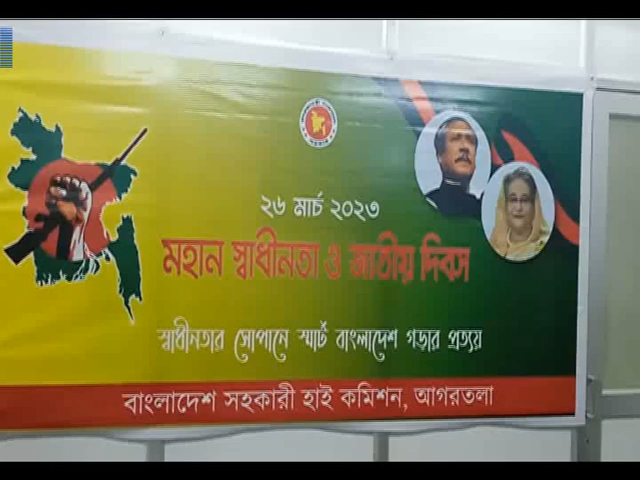 ২৬ মার্চ ২০২৩
মহান স্বাধীনতা ও জাতীয় দিবস
স্বাধীনতার সোপানে স্মার্ট বাংলাদেশ গড়ার প্রত্যয়
বাংলাদেশ সহকারী হাই কমিশন, আগরতলা